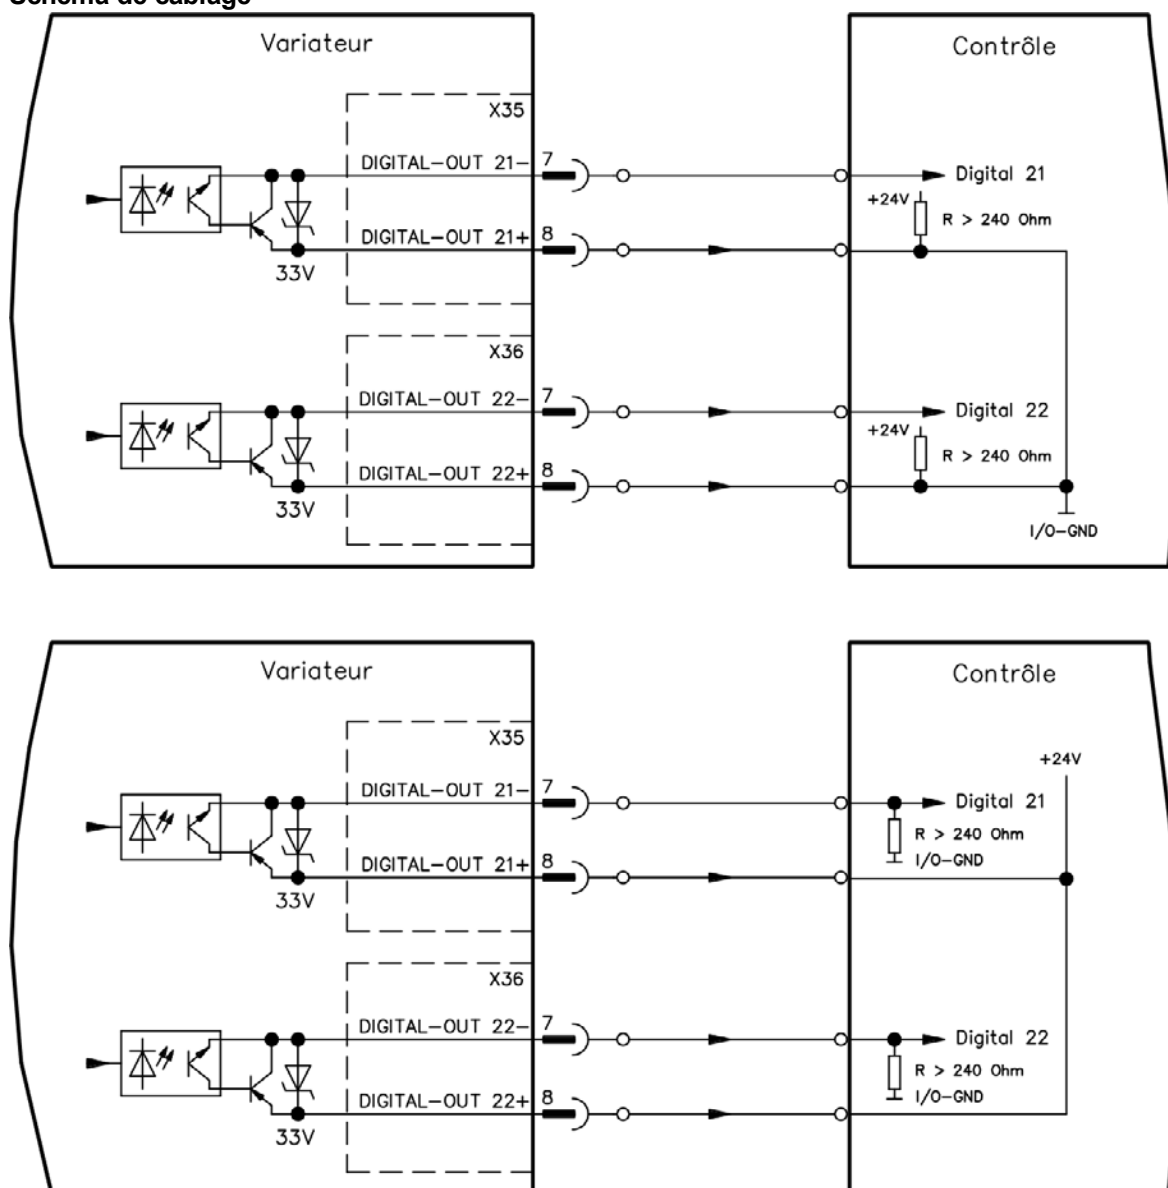 Schéma de câblage
Variateur
Contrôle
X35
DIGITAL-OUT 21-
7
Digital 21
+24V
R > 240 Ohm
DIGITAL-OUT 21+
8
33V
X36
DIGITAL-OUT 22-
7
Digital 22
+24V
R > 240 Ohm
DIGITAL-OUT 22+
8
33V
I/O-GND
Variateur
Contrôle
X35
+24V
DIGITAL-OUT 21-
7
Digital 21
R > 240 Ohm
I/O-GND
DIGITAL-OUT 21+
8
33V
X36
DIGITAL-OUT 22-
7
Digital 22
R > 240 Ohm
I/O-GND
DIGITAL-OUT 22+
8
33V